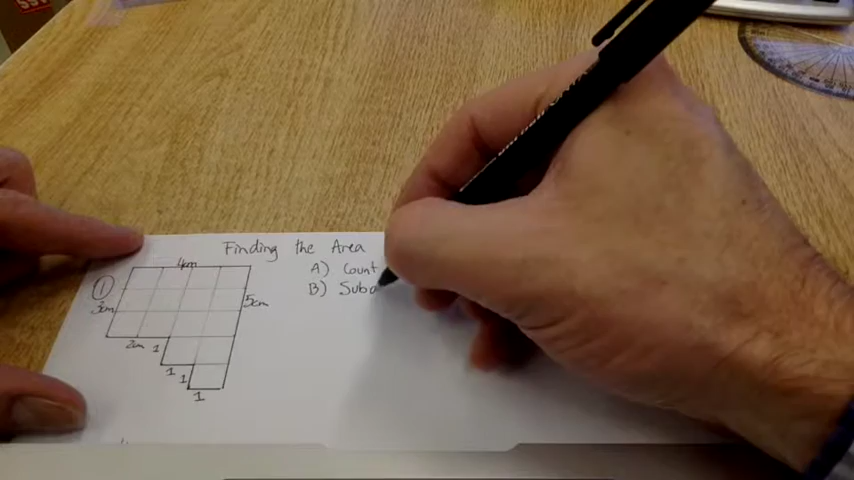 Finding the Area
A) Count
B) Subd
1
4cm
3cm
5cm
2cm
1
1
1
1